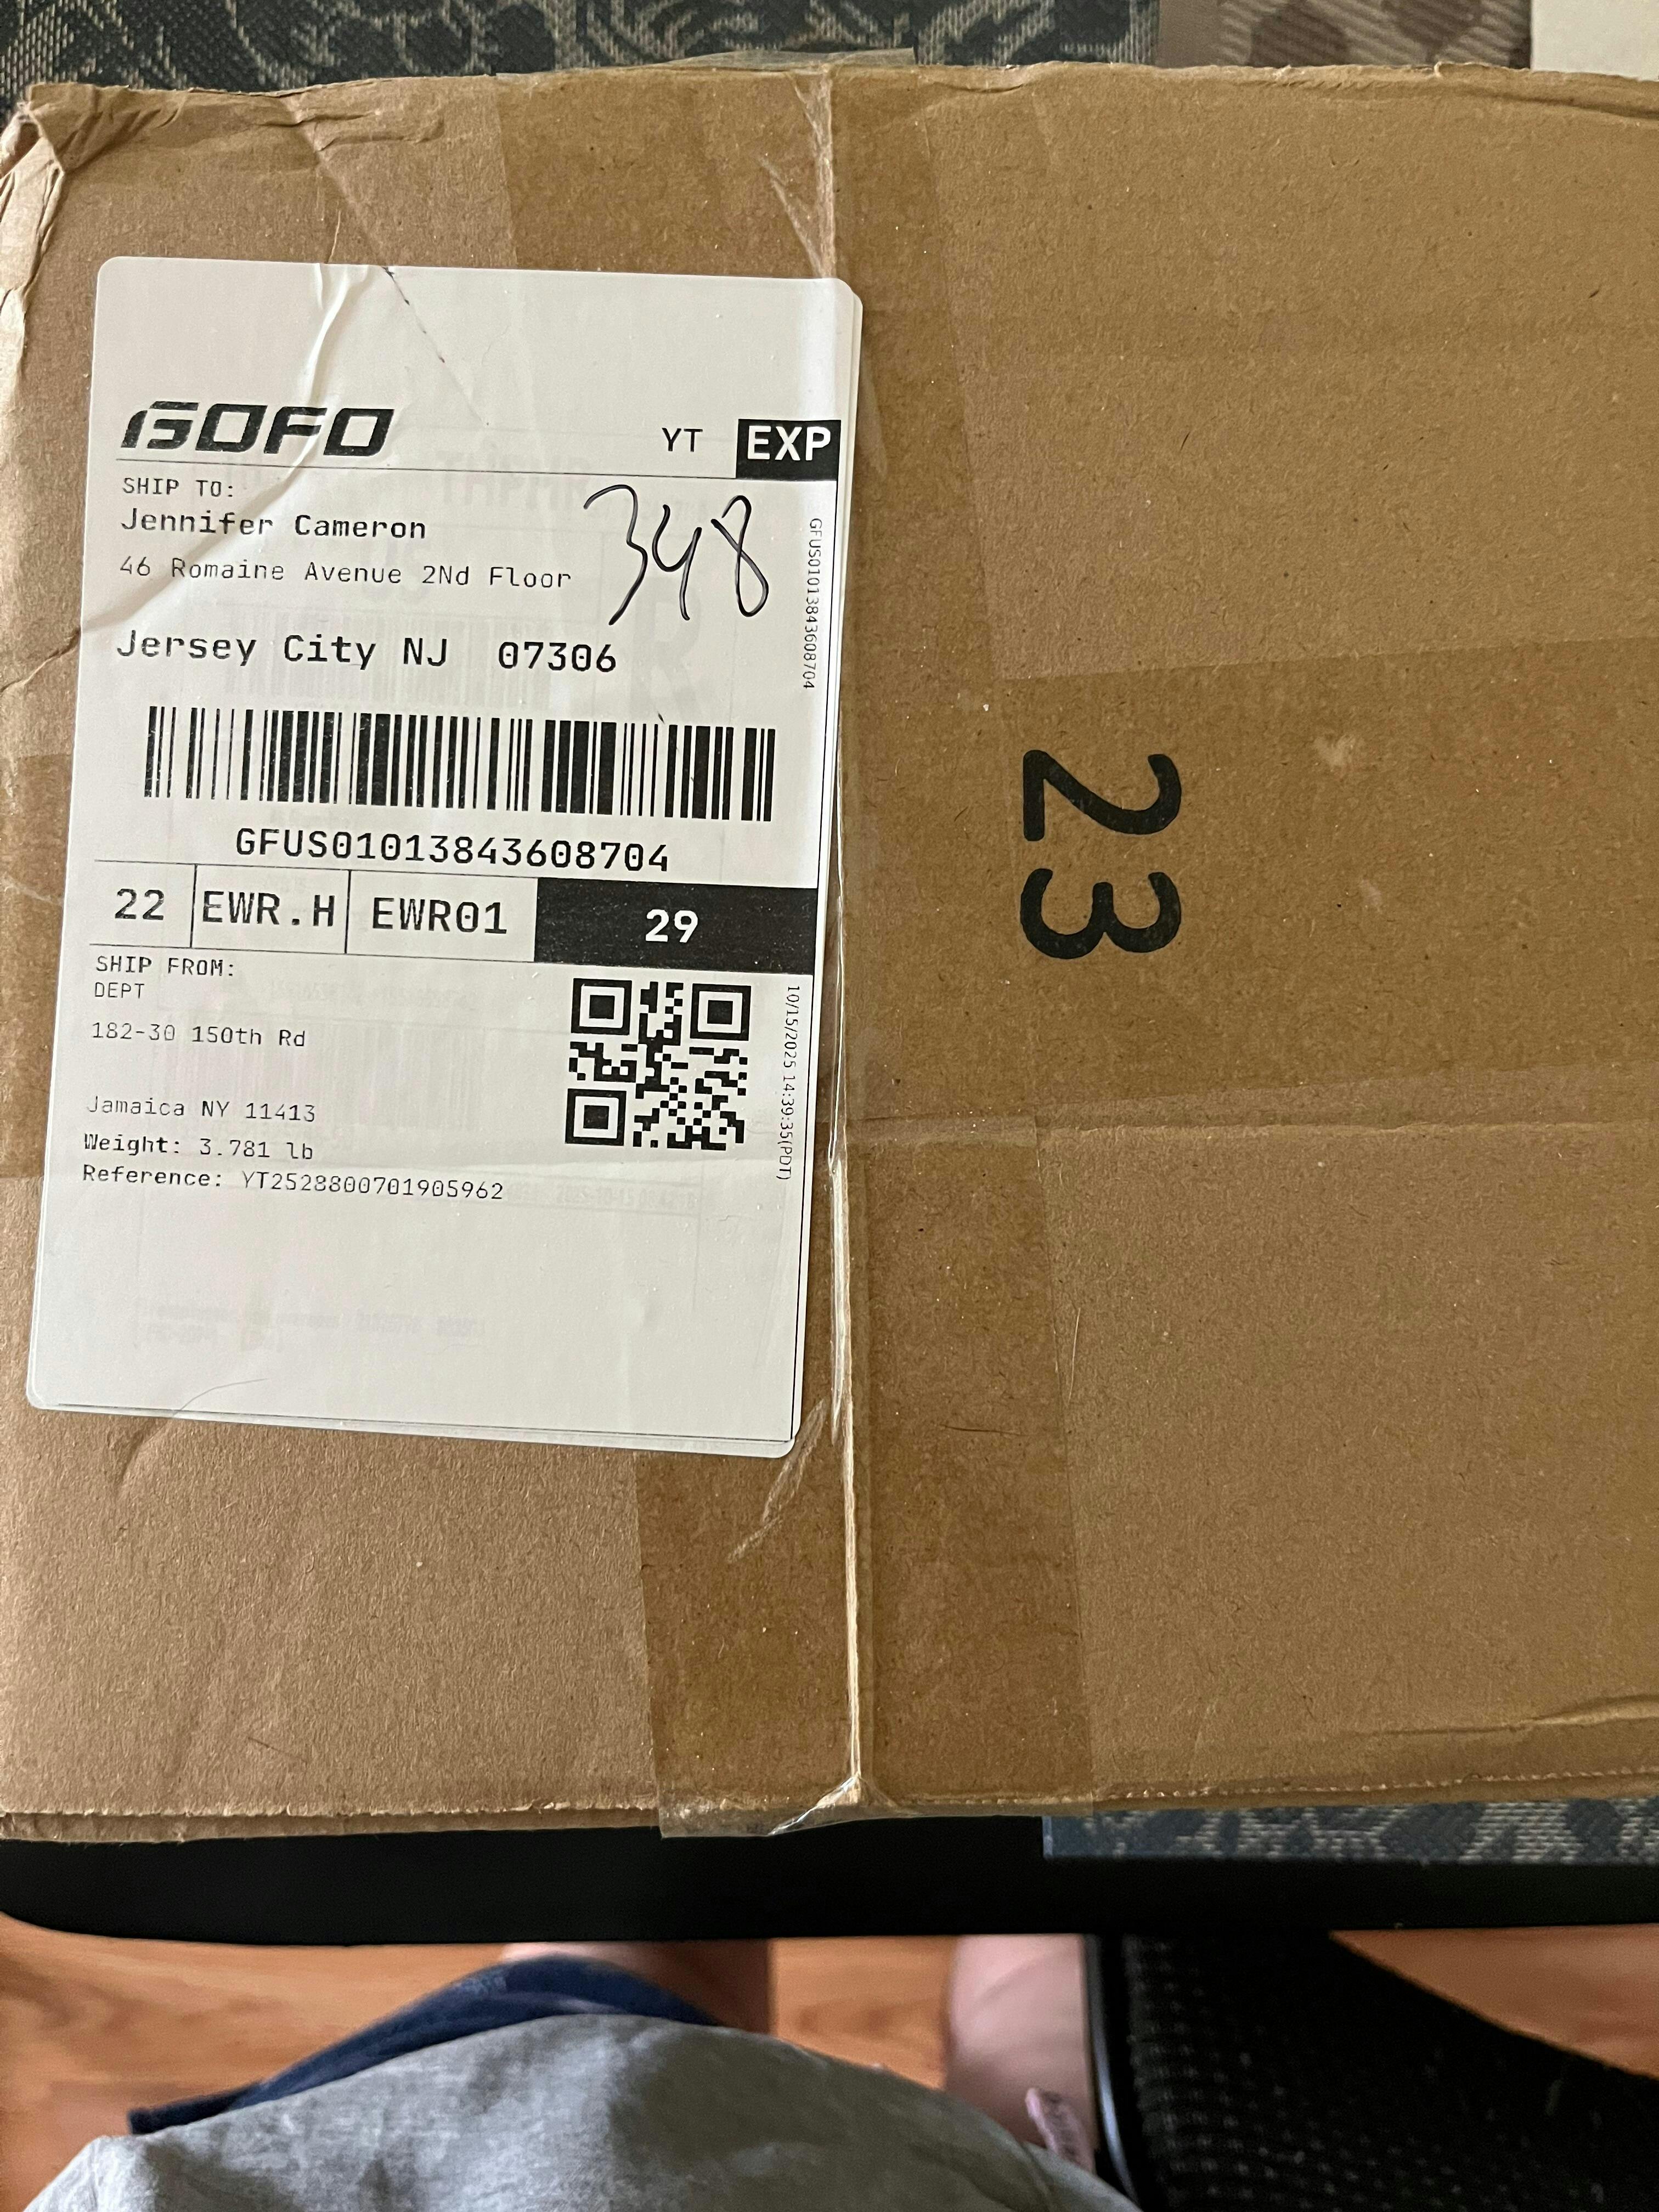 GOFO
YT EXP
SHIP TO:
Jennifer Cameron
46 Romaine Avenue 2Nd Floor
348
Jersey City NJ 07306
GFUS01013843608704
GFUS01013843608704
22 EWR.H EWR01 29
SHIP FROM:
DEPT
182-30 150th Rd
Jamaica NY 11413
Weight: 3.781 lb
Reference: YT2528800701905962
10/15/2025 14:39:35(PDT)
23